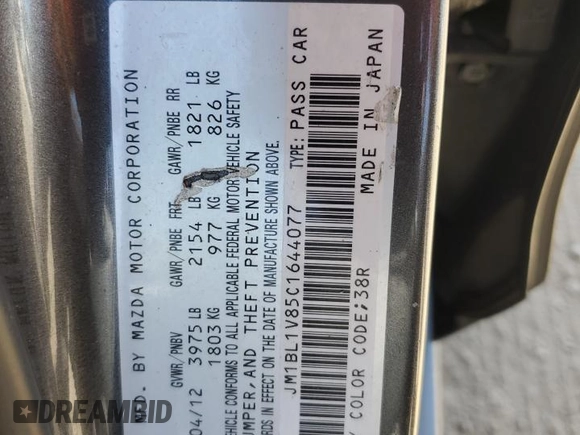 MFD. BY MAZDA MOTOR CORPORATION
GVWR/PNBV GAWR/PNBE FRT GAWR/PNBE RR
04/12 3975 LB 2154 LB 1821 LB
1803 KG 977 KG 826 KG
VEHICLE CONFORMS TO ALL APPLICABLE FEDERAL MOTOR VEHICLE SAFETY
UMPER, AND THEFT PREVENTION
IN EFFECT ON THE DATE OF MANUFACTURE SHOWN ABOVE.
JM1BL1V85C1644077 TYPE: PASS CAR
Y COLOR CODE;38R MADE IN JAPAN
DREAMERID